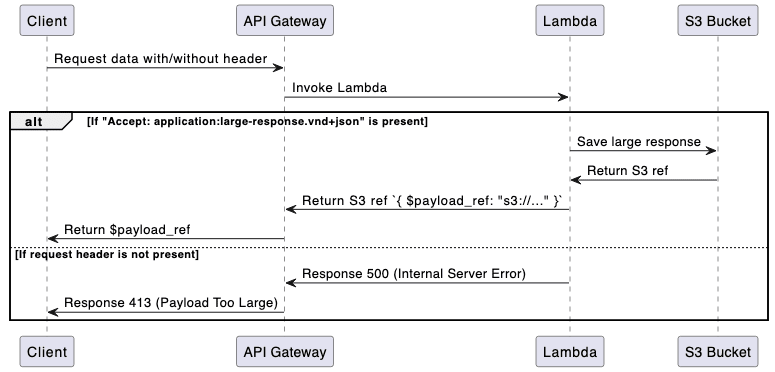 Client
API Gateway
Lambda
S3 Bucket
Request data with/without header
Invoke Lambda
alt
[If "Accept: application:large-response.vnd+json" is present]
Save large response
Return S3 ref
Return S3 ref `{ $payload_ref: "s3://..." }`
Return $payload_ref
[If request header is not present]
Response 500 (Internal Server Error)
Response 413 (Payload Too Large)
Client
API Gateway
Lambda
S3 Bucket